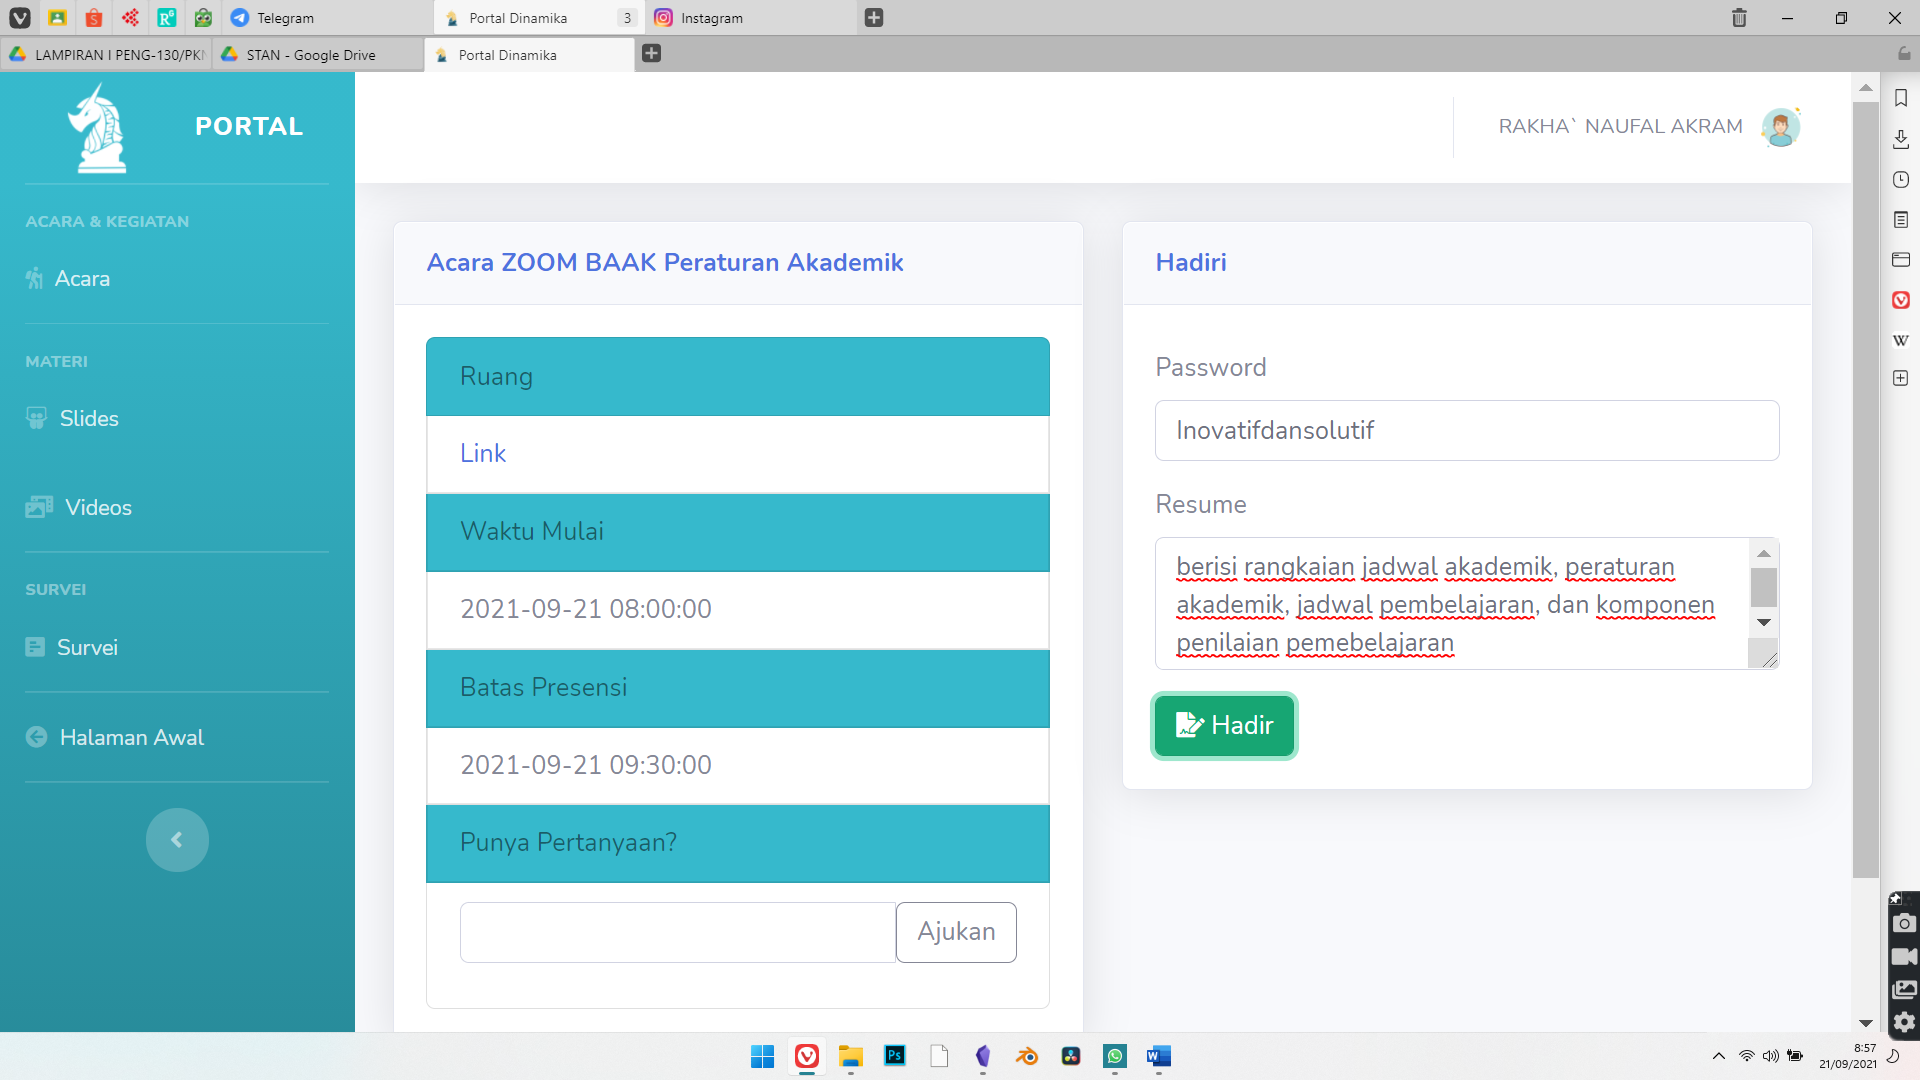 Telegram
Portal Dinamika
3
Instagram
LAMPIRAN I PENG-130/PKN
STAN - Google Drive
Portal Dinamika
PORTAL
RAKHA` NAUFAL AKRAM
ACARA & KEGIATAN
Acara
MATERI
Slides
Videos
SURVEI
Survei
Halaman Awal
Acara ZOOM BAAK Peraturan Akademik
Ruang
Link
Waktu Mulai
2021-09-21 08:00:00
Batas Presensi
2021-09-21 09:30:00
Punya Pertanyaan?
Ajukan
Hadiri
Password
Inovatifdansolutif
Resume
berisi rangkaian jadwal akademik, peraturan
akademik, jadwal pembelajaran, dan komponen
penilaian pemebelajaran
Hadir
8:57
21/09/2021